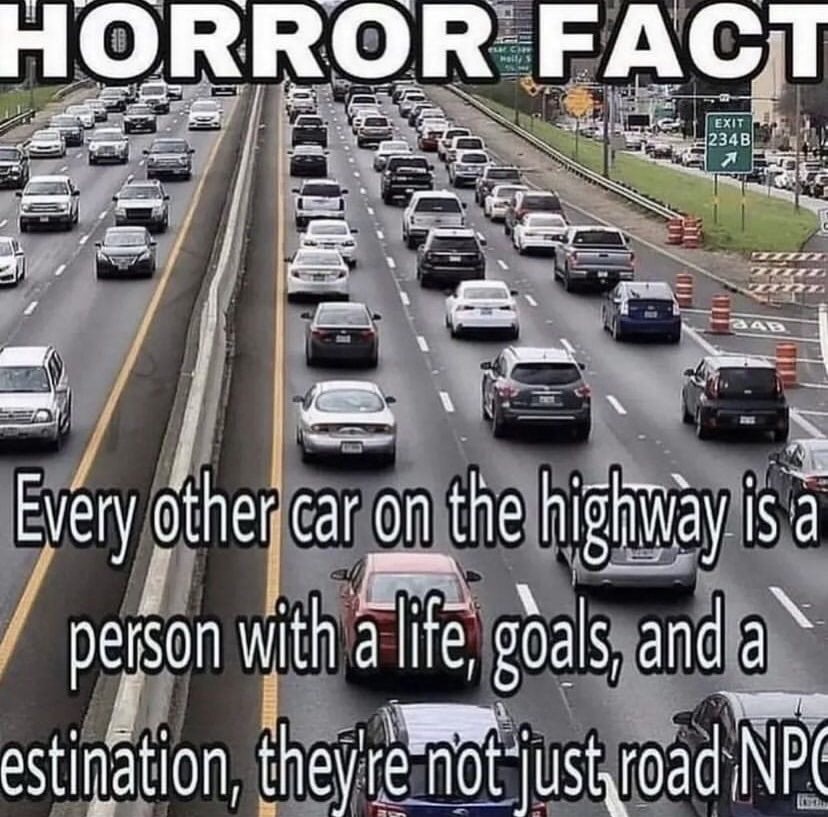 HORROR FACT
EXIT
234B
34B
Every other car on the highway is a
person with a life, goals, and a
estination, they're not just road NPC